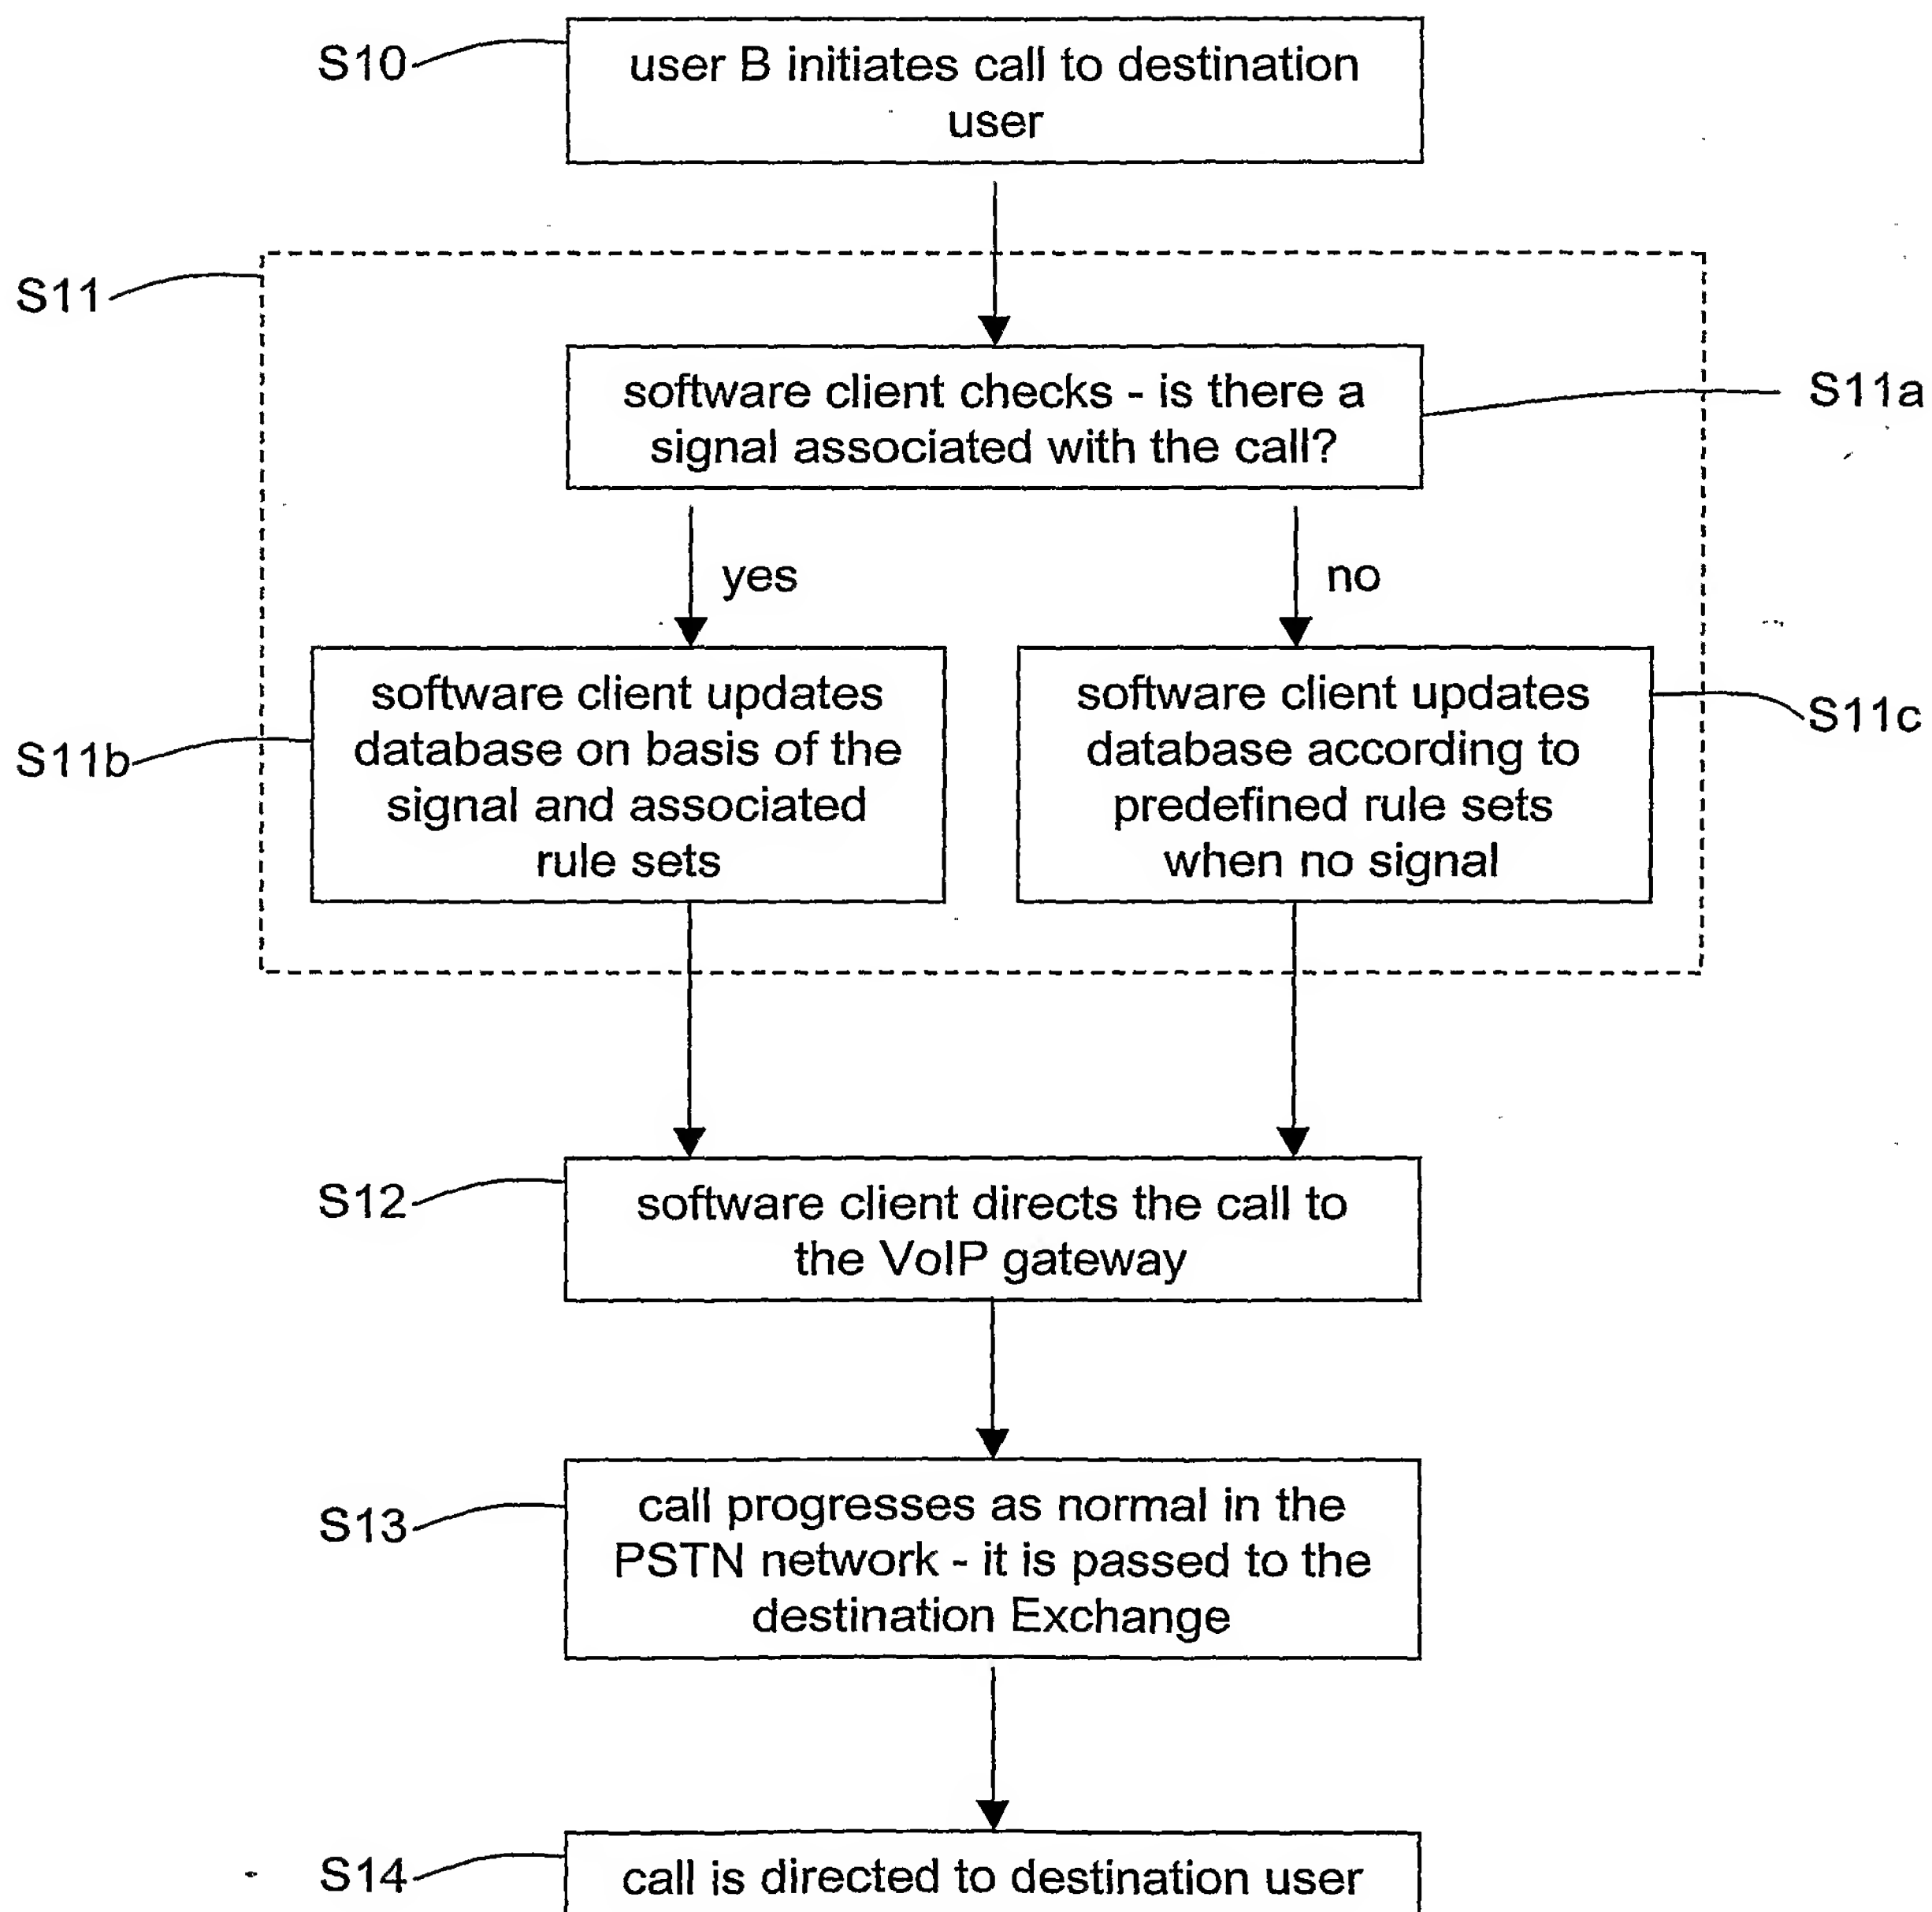 S10
user B initiates call to destination
user
S11
software client checks - is there a
signal associated with the call?
S11a
yes
no
software client updates
database on basis of the
signal and associated
rule sets
S11b
software client updates
database according to
predefined rule sets
when no signal
S11c
S12
software client directs the call to
the VoIP gateway
S13
call progresses as normal in the
PSTN network - it is passed to the
destination Exchange
S14
call is directed to destination user